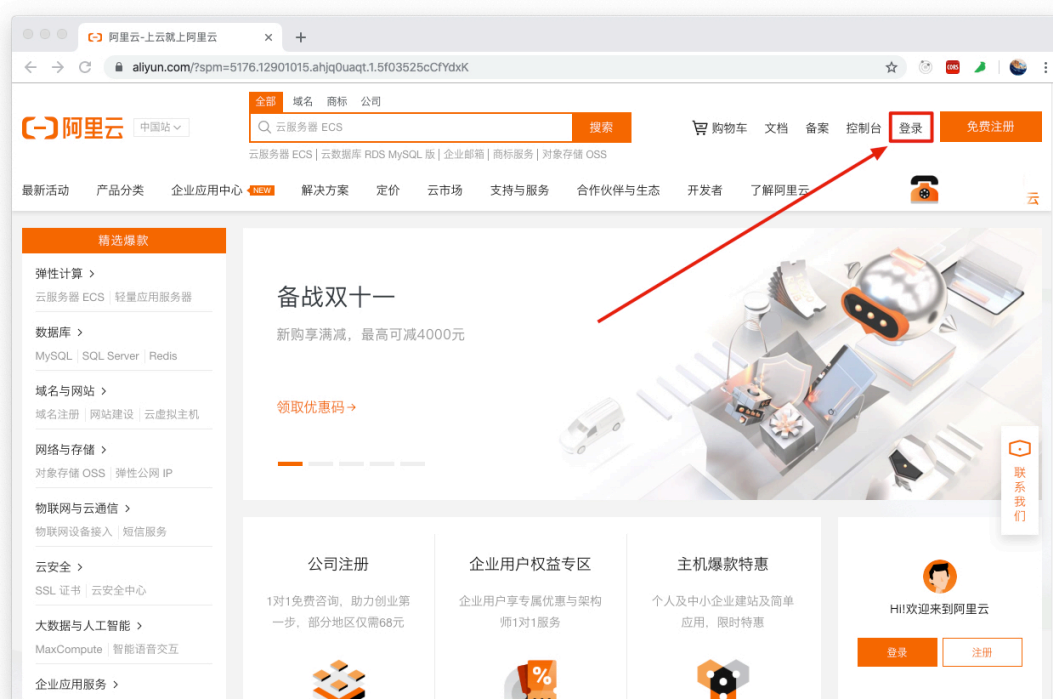 阿里云-上云就上阿里云
aliyun.com/?spm=5176.12901015.ahjq0uaqt.1.5f03525cCfYdxK
CORS
全部 域名 商标 公司
阿里云 中国站
云服务器 ECS 搜索
购物车 文档 备案 控制台 登录 免费注册
云服务器 ECS | 云数据库 RDS MySQL 版 | 企业邮箱 | 商标服务 | 对象存储 OSS
最新活动 产品分类 企业应用中心 NEW 解决方案 定价 云市场 支持与服务 合作伙伴与生态 开发者 了解阿里云 云
精选爆款
弹性计算 >
云服务器 ECS | 轻量应用服务器
数据库 >
MySQL | SQL Server | Redis
域名与网站 >
域名注册 | 网站建设 | 云虚拟主机
网络与存储 >
对象存储 OSS | 弹性公网 IP
物联网与云通信 >
物联网设备接入 | 短信服务
云安全 >
SSL 证书 | 云安全中心
大数据与人工智能 >
MaxCompute | 智能语音交互
企业应用服务 >
备战双十一
新购享满减，最高可减4000元
领取优惠码→
联系我们
公司注册
1对1免费咨询，助力创业第
一步，部分地区仅需68元
企业用户权益专区
企业用户享专属优惠与架构
师1对1服务
%
主机爆款特惠
个人及中小企业建站及简单
应用，限时特惠
Hi!欢迎来到阿里云
登录 注册